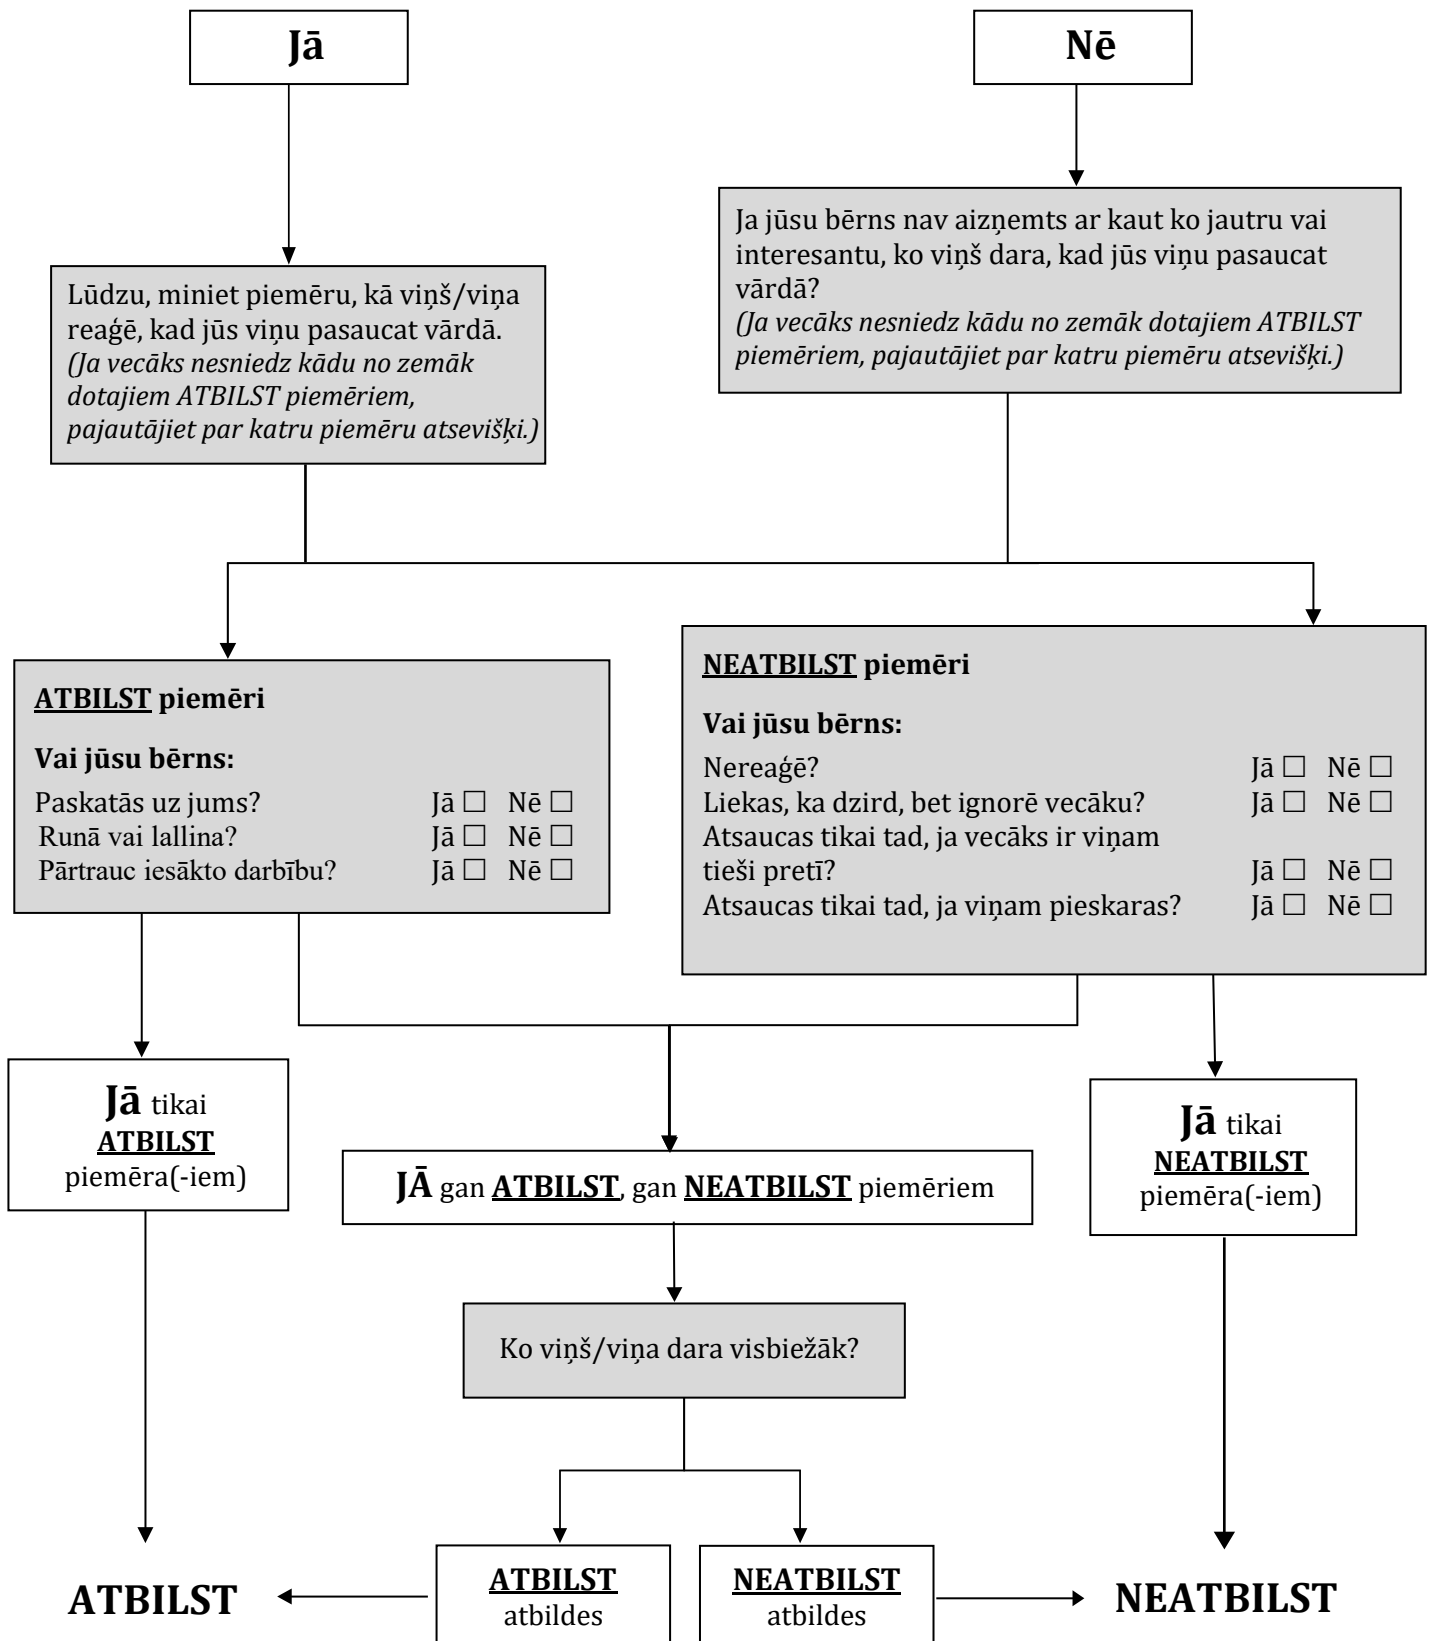 Jā
Nē
Lūdzu, miniet piemēru, kā viņš/viņa
reaģē, kad jūs viņu pasaucat vārdā.
(Ja vecāks nesniedz kādu no zemāk
dotajiem ATBILST piemēriem,
pajautājiet par katru piemēru atsevišķi.)
Ja jūsu bērns nav aizņemts ar kaut ko jautru vai
interesantu, ko viņš dara, kad jūs viņu pasaucat
vārdā?
(Ja vecāks nesniedz kādu no zemāk dotajiem ATBILST
piemēriem, pajautājiet par katru piemēru atsevišķi.)
ATBILST piemēri
Vai jūsu bērns:
Paskatās uz jums? Jā ☐ Nē ☐
Runā vai lallina? Jā ☐ Nē ☐
Pārtrauc iesākto darbību? Jā ☐ Nē ☐
NEATBILST piemēri
Vai jūsu bērns:
Nereaģē? Jā ☐ Nē ☐
Liekas, ka dzird, bet ignorē vecāku? Jā ☐ Nē ☐
Atsaucas tikai tad, ja vecāks ir viņam
tieši pretī? Jā ☐ Nē ☐
Atsaucas tikai tad, ja viņam pieskaras? Jā ☐ Nē ☐
Jā tikai
ATBILST
piemēra(-iem)
JĀ gan ATBILST, gan NEATBILST piemēriem
Jā tikai
NEATBILST
piemēra(-iem)
Ko viņš/viņa dara visbiežāk?
ATBILST
ATBILST
atbildes
NEATBILST
atbildes
NEATBILST